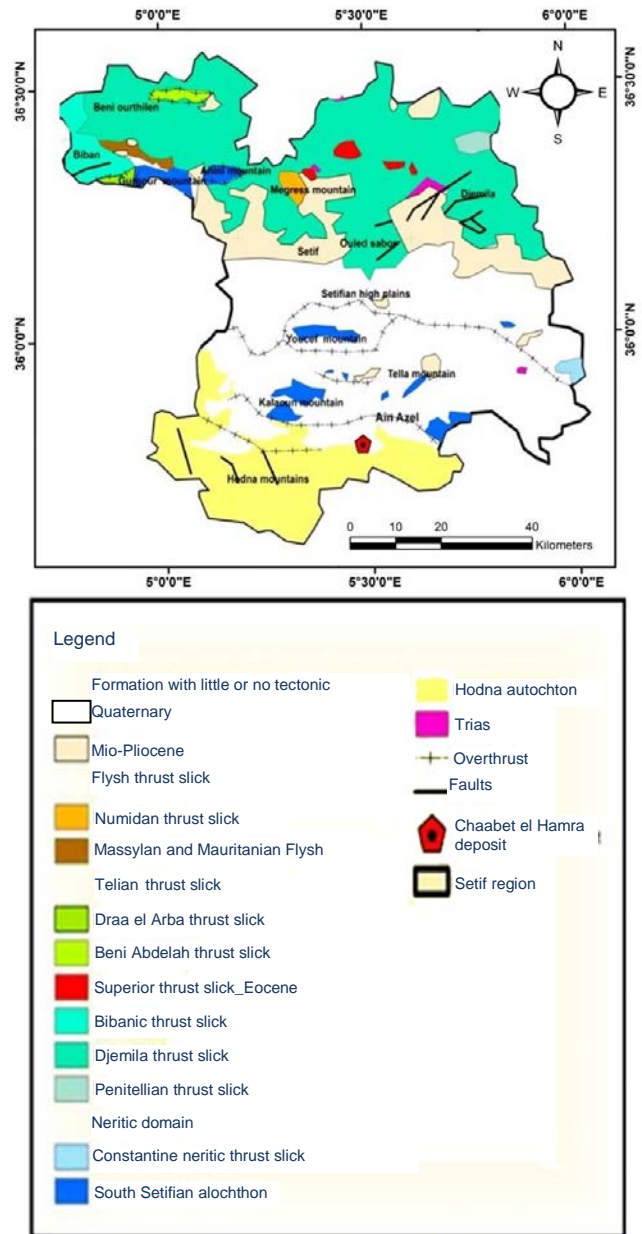 5°0'0"E 5°30'0"E 6°0'0"E
N
W E
S
36°30'0"N 36°30'0"N
Beni ourthilen
Biban
Anini mountain
Guergour mountain
Megress mountain
Djemila
Ouled sabor
Setif
Setifian high plains
36°0'0"N 36°0'0"N
Youcef mountain
Tella mountain
Kalaoun mountain
Ain Azel
Hodna mountains
0 10 20 40
Kilometers
5°0'0"E 5°30'0"E 6°0'0"E
Legend
Formation with little or no tectonic
Quaternary
Mio-Pliocene
Flysh thrust slick
Numidan thrust slick
Massylan and Mauritanian Flysh
Telian thrust slick
Draa el Arba thrust slick
Beni Abdelah thrust slick
Superior thrust slick_Eocene
Bibanic thrust slick
Djemila thrust slick
Penitellian thrust slick
Neritic domain
Constantine neritic thrust slick
South Setifian alochthon
Hodna autochton
Trias
Overthrust
Faults
Chaabet el Hamra
deposit
Setif region